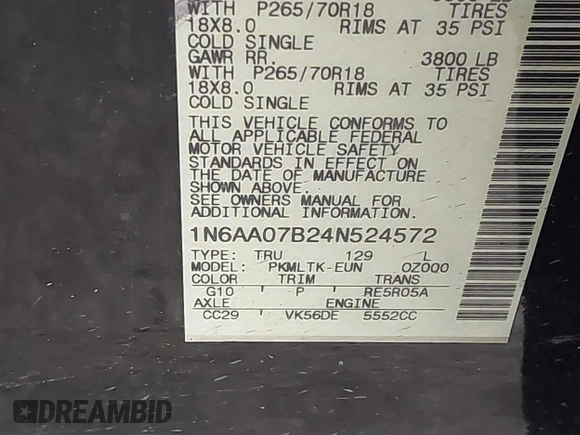 WITH P265/70R18 TIRES
18X8.0 RIMS AT 35 PSI
COLD SINGLE
GAWR RR. 3800 LB
WITH P265/70R18 TIRES
18X8.0 RIMS AT 35 PSI
COLD SINGLE
THIS VEHICLE CONFORMS TO
ALL APPLICABLE FEDERAL
MOTOR VEHICLE SAFETY
STANDARDS IN EFFECT ON
THE DATE OF MANUFACTURE
SHOWN ABOVE.
SEE OWNERS MANUAL FOR
ADDITIONAL INFORMATION
1N6AA07B24N524572
TYPE: TRU 129 L
MODEL: PKMLTK-EUN OZ000
COLOR TRIM TRANS
G10 P RE5R05A
AXLE ENGINE
CC29 VK56DE 5552CC
DREAMBID